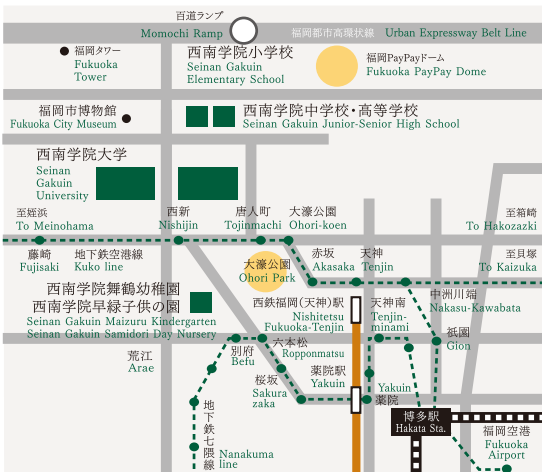 百道ランプ
Momochi Ramp
福岡都市高環状線 Urban Expressway Belt Line
福岡タワー
Fukuoka
Tower
西南学院小学校
Seinan Gakuin
Elementary School
福岡PayPayドーム
Fukuoka PayPay Dome
福岡市博物館
Fukuoka City Museum
西南学院中学校・高等学校
Seinan Gakuin Junior-Senior High School
西南学院大学
Seinan
Gakuin
University
至姪浜
To Meinohama
西新
Nishijin
唐人町
Tojinmachi
大濠公園
Ohori-koen
至箱崎
To Hakozaki
藤崎
Fujisaki
地下鉄空港線
Kuko line
大濠公園
Ohori Park
赤坂
Akasaka
天神
Tenjin
至貝塚
To Kaizuka
中洲川端
Nakasu-Kawabata
西南学院舞鶴幼稚園
西南学院早緑子供の園
Seinan Gakuin Maizuru Kindergarten
Seinan Gakuin Samidori Day Nursery
西鉄福岡(天神)駅
Nishitetsu
Fukuoka-Tenjin
天神南
Tenjin-
minami
祇園
Gion
荒江
Arae
別府
Befu
六本松
Ropponmatsu
桜坂
Sakura
zaka
薬院駅
Yakuin
Yakuin
薬院
博多駅
Hakata Sta.
地下鉄七隈線
Nanakuma
line
福岡空港
Fukuoka
Airport